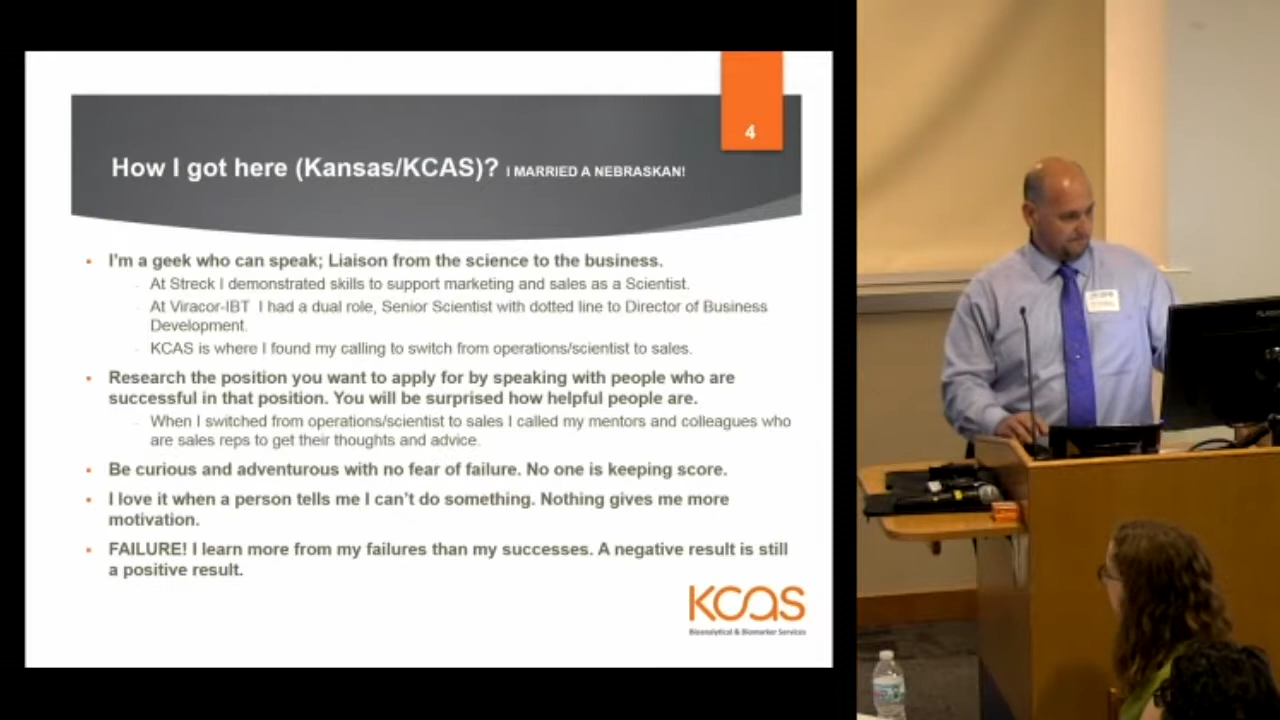 4
How I got here (Kansas/KCAS)? I MARRIED A NEBRASKAN!
I'm a geek who can speak; Liaison from the science to the business.
At Streck I demonstrated skills to support marketing and sales as a Scientist.
At Viracor-IBT I had a dual role, Senior Scientist with dotted line to Director of Business
Development.
KCAS is where I found my calling to switch from operations/scientist to sales.
Research the position you want to apply for by speaking with people who are
successful in that position. You will be surprised how helpful people are.
When I switched from operations/scientist to sales I called my mentors and colleagues who
are sales reps to get their thoughts and advice.
Be curious and adventurous with no fear of failure. No one is keeping score.
I love it when a person tells me I can't do something. Nothing gives me more
motivation.
FAILURE! I learn more from my failures than my successes. A negative result is still
a positive result.
KCAS
Bioanalytical & Biomarker Services